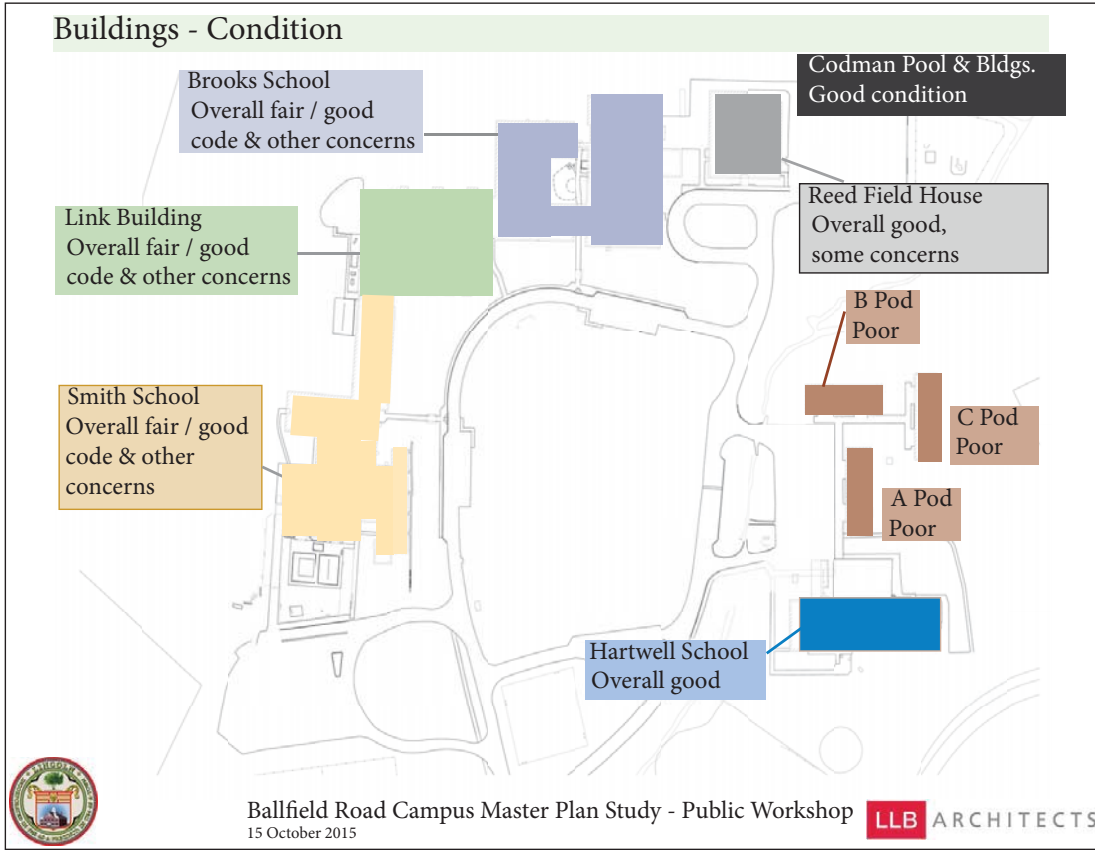 Buildings - Condition
Brooks School
Overall fair / good
code & other concerns
Codman Pool & Bldgs.
Good condition
Reed Field House
Overall good,
some concerns
Link Building
Overall fair / good
code & other concerns
B Pod
Poor
Smith School
Overall fair / good
code & other
concerns
C Pod
Poor
A Pod
Poor
Hartwell School
Overall good
Ballfield Road Campus Master Plan Study - Public Workshop
15 October 2015
LLB ARCHITECTS